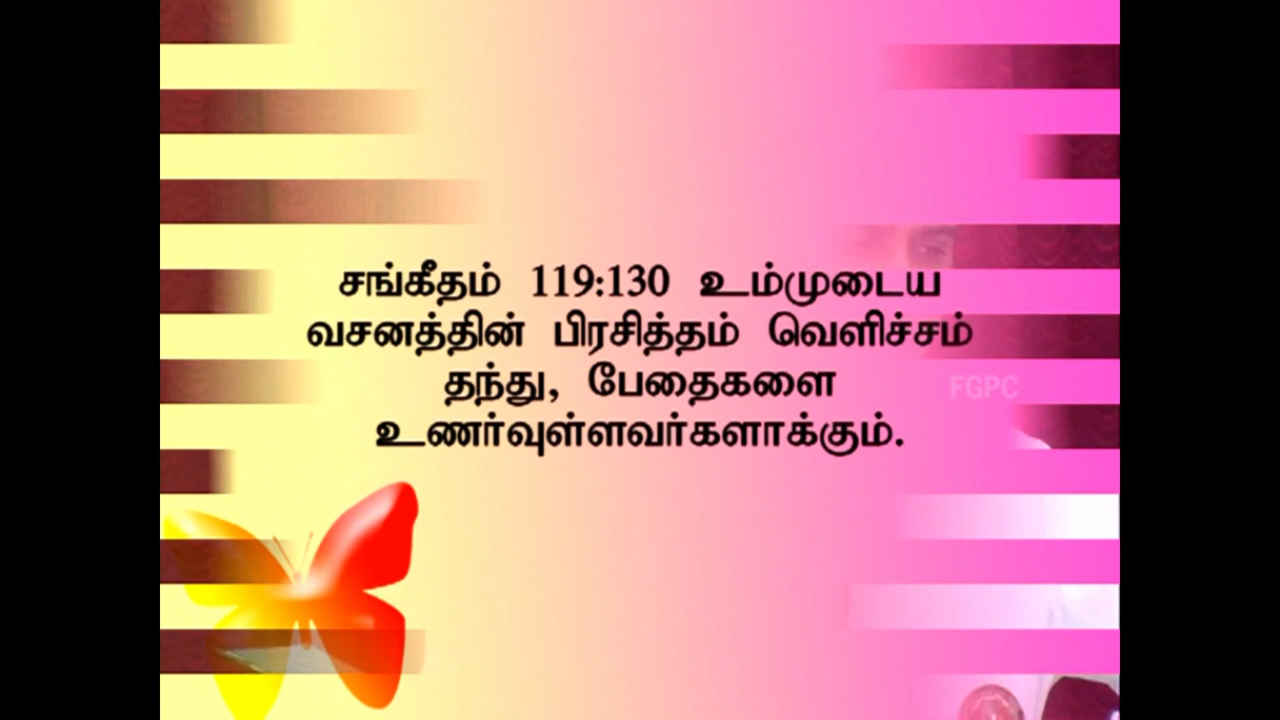 சங்கீதம் 119:130 உம்முடைய
வசனத்தின் பிரசித்தம் வெளிச்சம்
தந்து, பேதைகளை
உணர்வுள்ளவர்களாக்கும்.
FGPC